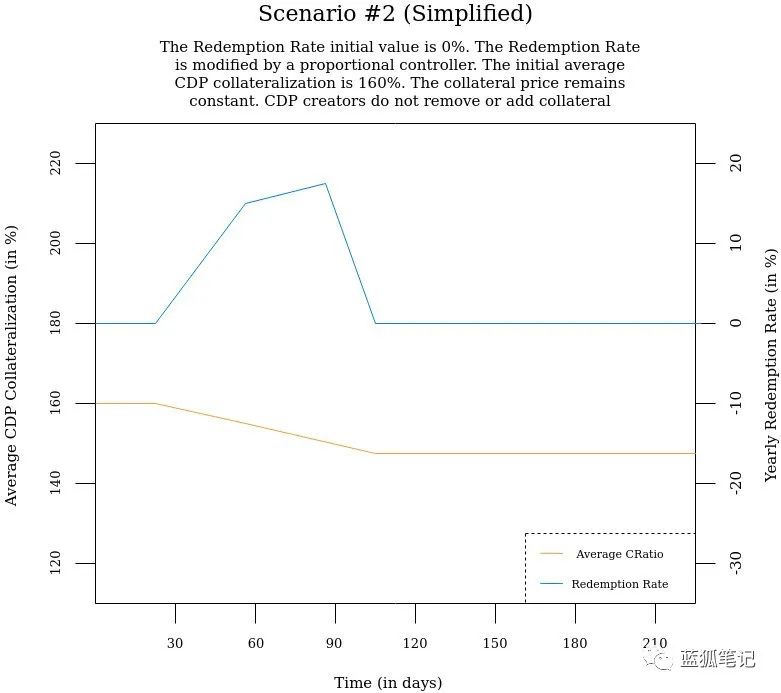 Scenario #2 (Simplified)
The Redemption Rate initial value is 0%. The Redemption Rate
is modified by a proportional controller. The initial average
CDP collateralization is 160%. The collateral price remains
constant. CDP creators do not remove or add collateral
Average CDP Collateralization (in %)
220
200
180
160
140
120
20
10
0
-10
-20
-30
Yearly Redemption Rate (in %)
Average CRatio
Redemption Rate
30 60 90 120 150 180 210
Time (in days)
蓝狐笔记